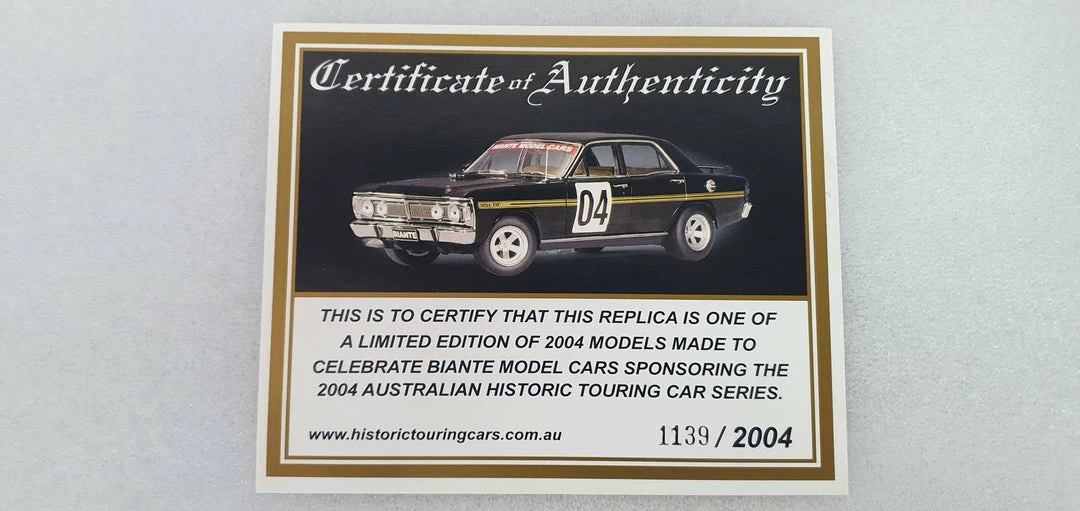 Certificate of Authenticity
BIANTE MODEL CARS
351 GT
04
BIANTE
THIS IS TO CERTIFY THAT THIS REPLICA IS ONE OF
A LIMITED EDITION OF 2004 MODELS MADE TO
CELEBRATE BIANTE MODEL CARS SPONSORING THE
2004 AUSTRALIAN HISTORIC TOURING CAR SERIES.
www.historictouringcars.com.au
1139 / 2004